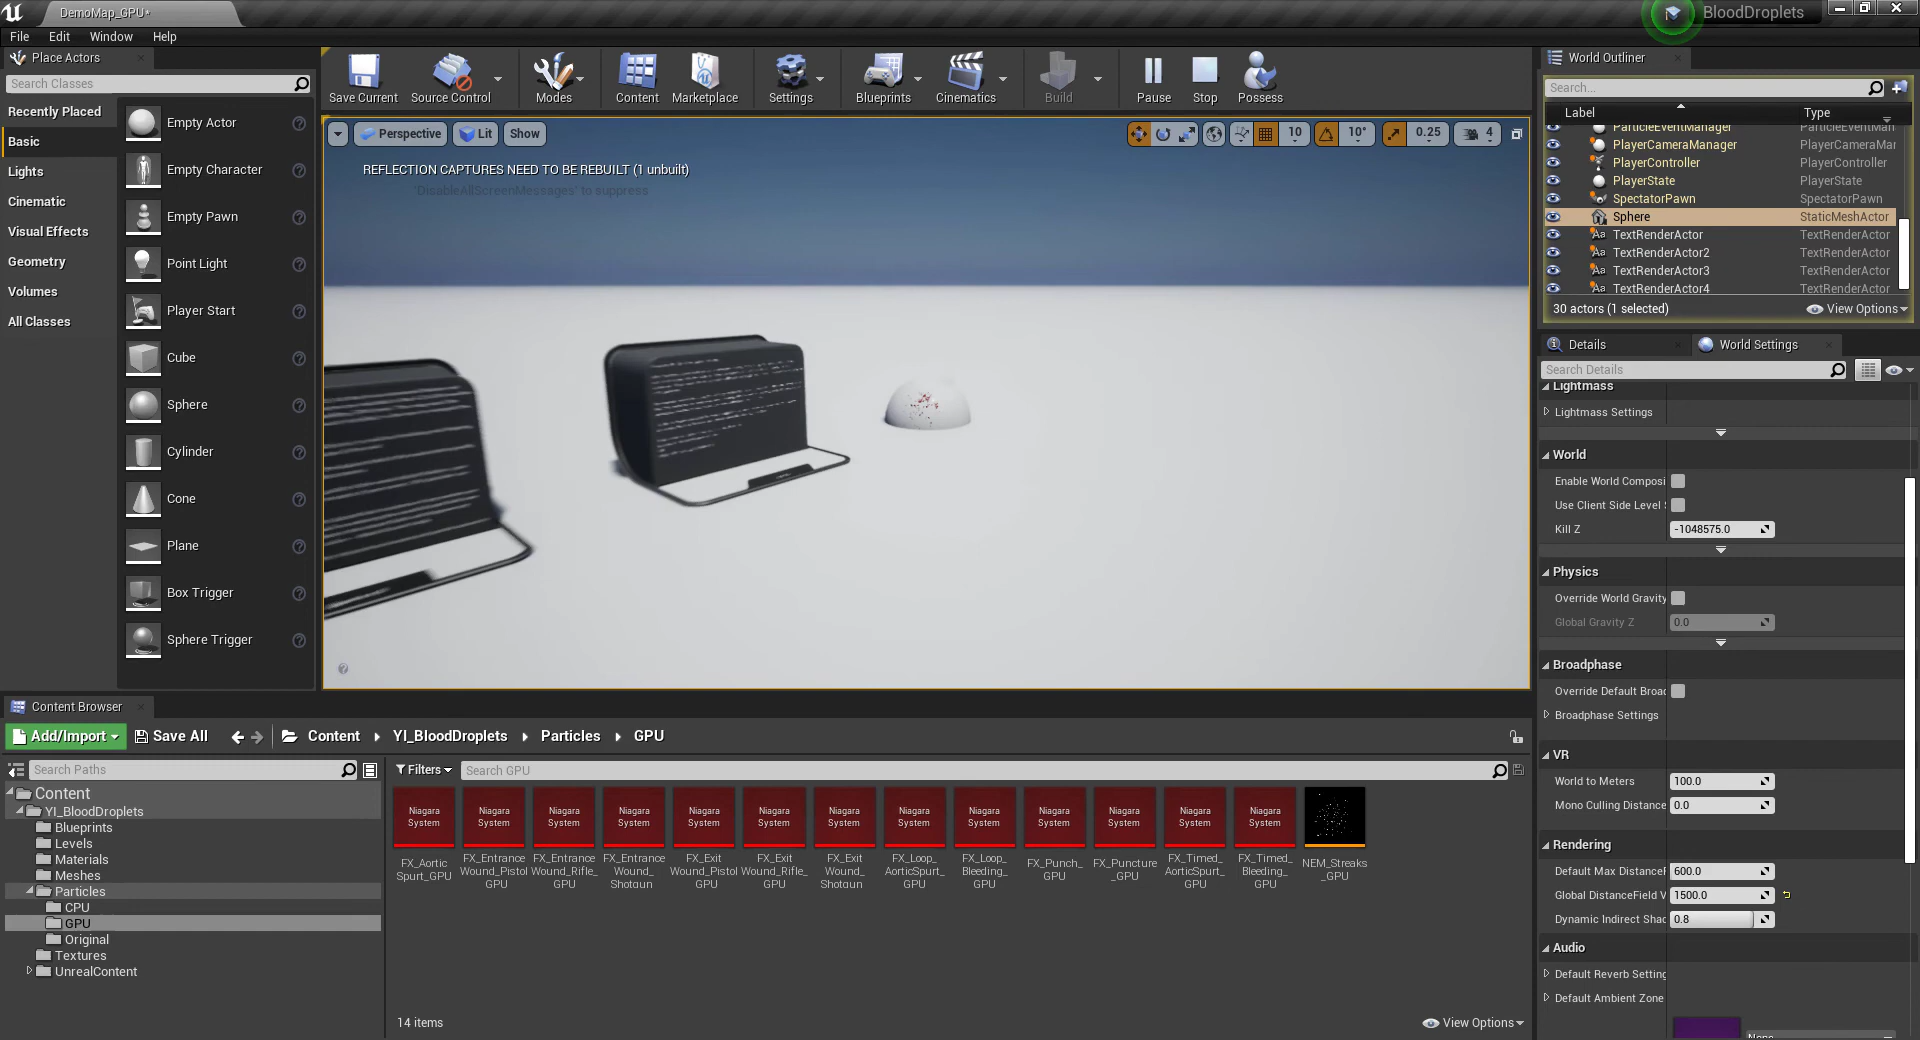 DemoMap_GPU*
BloodDroplets
File Edit Window Help
Place Actors
Search Classes
Recently Placed
Basic
Lights
Cinematic
Visual Effects
Geometry
Volumes
All Classes
Empty Actor
Empty Character
Empty Pawn
Point Light
Player Start
Cube
Sphere
Cylinder
Cone
Plane
Box Trigger
Sphere Trigger
Save Current
Source Control
Modes
Content
Marketplace
Settings
Blueprints
Cinematics
Build
Pause
Stop
Possess
Perspective Lit Show
10 10° 0.25 4
REFLECTION CAPTURES NEED TO BE REBUILT (1 unbuilt)
'DisableAllScreenMessages' to suppress
World Outliner
Search...
Label Type
ParticleEventManager ParticleEventMan
PlayerCameraManager PlayerCameraMar
PlayerController PlayerController
PlayerState PlayerState
SpectatorPawn SpectatorPawn
Sphere StaticMeshActor
TextRenderActor TextRenderActor
TextRenderActor2 TextRenderActor
TextRenderActor3 TextRenderActor
TextRenderActor4 TextRenderActor
30 actors (1 selected) View Options
Details World Settings
Search Details
Lightmass
Lightmass Settings
World
Enable World Composi
Use Client Side Level
Kill Z -1048575.0
Physics
Override World Gravity
Global Gravity Z 0.0
Broadphase
Override Default Broad
Broadphase Settings
VR
World to Meters 100.0
Mono Culling Distance 0.0
Rendering
Default Max DistanceF 600.0
Global DistanceField V 1500.0
Dynamic Indirect Shad 0.8
Audio
Default Reverb Setting
Default Ambient Zone
None
Content Browser
Add/Import Save All Content YI_BloodDroplets Particles GPU
Search Paths
Content
YI_BloodDroplets
Blueprints
Levels
Materials
Meshes
Particles
CPU
GPU
Original
Textures
UnrealContent
Filters Search GPU
Niagara System
FX_Aortic Spurt_GPU
Niagara System
FX_Entrance Wound_Pistol GPU
Niagara System
FX_Entrance Wound_Rifle_ GPU
Niagara System
FX_Entrance Wound_Shotgun
Niagara System
FX_Exit Wound_Pistol GPU
Niagara System
FX_Exit Wound_Rifle_ GPU
Niagara System
FX_Exit Wound_Shotgun
Niagara System
FX_Loop_ AorticSpurt_ GPU
Niagara System
FX_Loop_ Bleeding_ GPU
Niagara System
FX_Punch_ GPU
Niagara System
FX_Puncture _GPU
Niagara System
FX_Timed_ AorticSpurt_ GPU
Niagara System
FX_Timed_ Bleeding_ GPU
NEM_Streaks _GPU
14 items
View Options